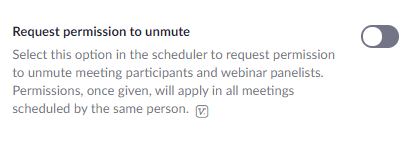 Request permission to unmute
Select this option in the scheduler to request permission
to unmute meeting participants and webinar panelists.
Permissions, once given, will apply in all meetings
scheduled by the same person.